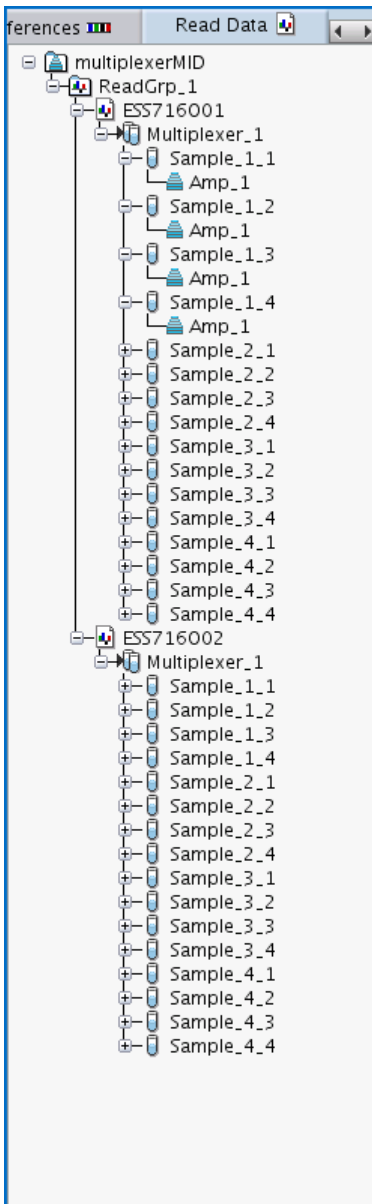 ferences Read Data
multiplexerMID
ReadGrp_1
ESS716O01
Multiplexer_1
Sample_1_1
Amp_1
Sample_1_2
Amp_1
Sample_1_3
Amp_1
Sample_1_4
Amp_1
Sample_2_1
Sample_2_2
Sample_2_3
Sample_2_4
Sample_3_1
Sample_3_2
Sample_3_3
Sample_3_4
Sample_4_1
Sample_4_2
Sample_4_3
Sample_4_4
ESS716O02
Multiplexer_1
Sample_1_1
Sample_1_2
Sample_1_3
Sample_1_4
Sample_2_1
Sample_2_2
Sample_2_3
Sample_2_4
Sample_3_1
Sample_3_2
Sample_3_3
Sample_3_4
Sample_4_1
Sample_4_2
Sample_4_3
Sample_4_4